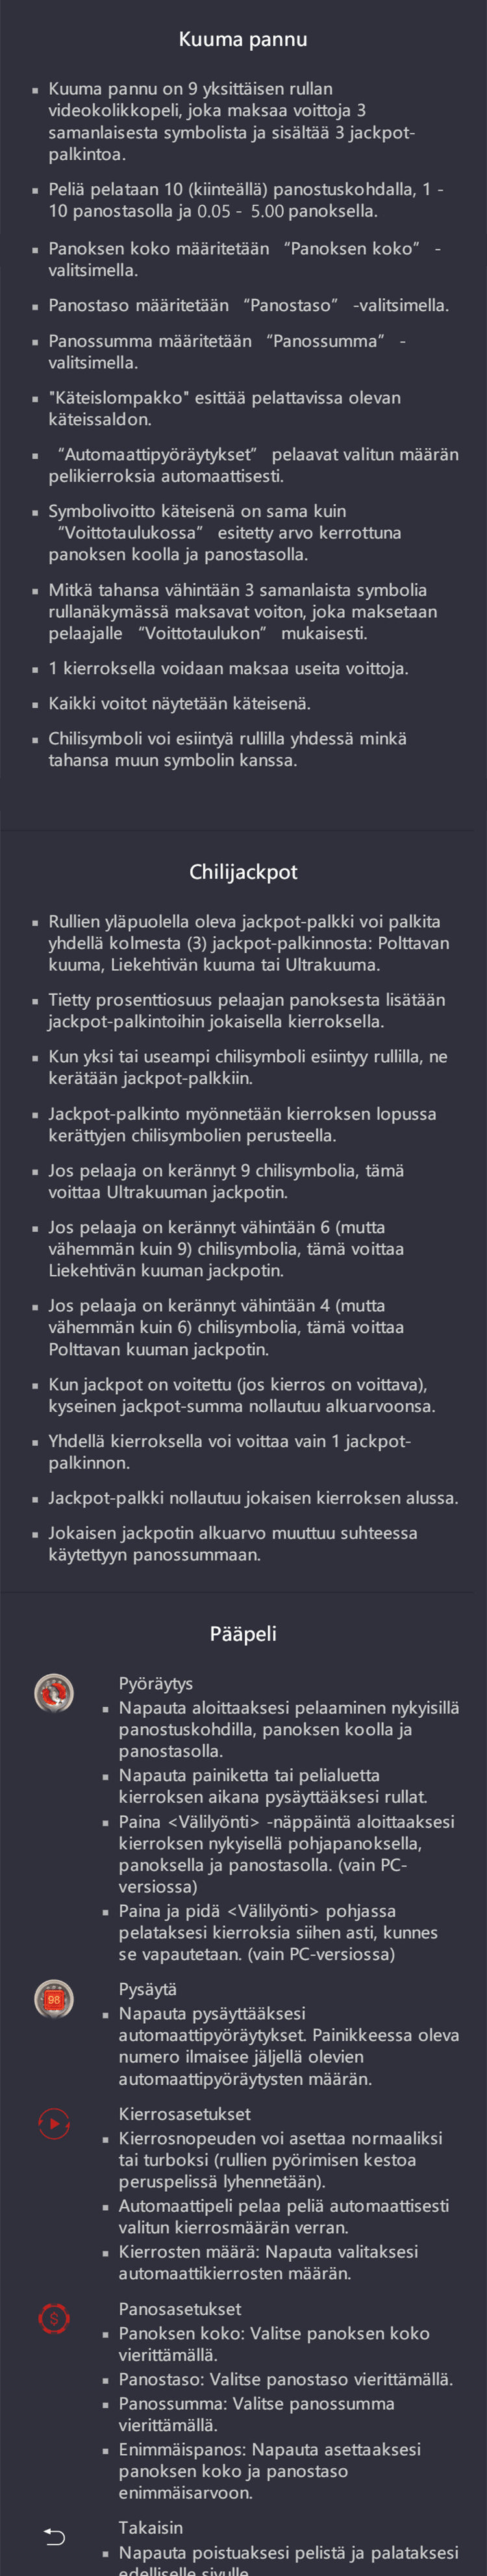 Kuuma pannu
▪ Kuuma pannu on 9 yksittäisen rullan
videokolikkopeli, joka maksaa voittoja 3
samanlaisesta symbolista ja sisältää 3 jackpot-
palkintoa.
▪ Peliä pelataan 10 (kiinteällä) panostuskohdalla, 1 -
10 panostasolla ja 0.05 - 5.00 panoksella.
▪ Panoksen koko määritetään “Panoksen koko” -
valitsimella.
▪ Panostaso määritetään “Panostaso” -valitsimella.
▪ Panossumma määritetään “Panossumma” -
valitsimella.
▪ "Käteislompakko" esittää pelattavissa olevan
käteissaldon.
▪ “Automaattipyöräytykset” pelaavat valitun määrän
pelikierroksia automaattisesti.
▪ Symbolivoitto käteisenä on sama kuin
“Voittotaulukossa” esitetty arvo kerrottuna
panoksen koolla ja panostasolla.
▪ Mitkä tahansa vähintään 3 samanlaista symbolia
rullanäkymässä maksavat voiton, joka maksetaan
pelaajalle “Voittotaulukon” mukaisesti.
▪ 1 kierroksella voidaan maksaa useita voittoja.
▪ Kaikki voitot näytetään käteisenä.
▪ Chilisymboli voi esiintyä rullilla yhdessä minkä
tahansa muun symbolin kanssa.
Chilijackpot
▪ Rullien yläpuolella oleva jackpot-palkki voi palkita
yhdellä kolmesta (3) jackpot-palkinnosta: Polttavan
kuuma, Liekehtivän kuuma tai Ultrakuuma.
▪ Tietty prosenttiosuus pelaajan panoksesta lisätään
jackpot-palkintoihin jokaisella kierroksella.
▪ Kun yksi tai useampi chilisymboli esiintyy rullilla, ne
kerätään jackpot-palkkiin.
▪ Jackpot-palkinto myönnetään kierroksen lopussa
kerättyjen chilisymbolien perusteella.
▪ Jos pelaaja on kerännyt 9 chilisymbolia, tämä
voittaa Ultrakuuman jackpotin.
▪ Jos pelaaja on kerännyt vähintään 6 (mutta
vähemmän kuin 9) chilisymbolia, tämä voittaa
Liekehtivän kuuman jackpotin.
▪ Jos pelaaja on kerännyt vähintään 4 (mutta
vähemmän kuin 6) chilisymbolia, tämä voittaa
Polttavan kuuman jackpotin.
▪ Kun jackpot on voitettu (jos kierros on voittava),
kyseinen jackpot-summa nollautuu alkuarvoonsa.
▪ Yhdellä kierroksella voi voittaa vain 1 jackpot-
palkinnon.
▪ Jackpot-palkki nollautuu jokaisen kierroksen alussa.
▪ Jokaisen jackpotin alkuarvo muuttuu suhteessa
käytettyyn panossummaan.
Pääpeli
Pyöräytys
▪ Napauta aloittaaksesi pelaaminen nykyisillä
panostuskohdilla, panoksen koolla ja
panostasolla.
▪ Napauta painiketta tai pelialuetta
kierroksen aikana pysäyttääksesi rullat.
▪ Paina <Välilyönti> -näppäintä aloittaaksesi
kierroksen nykyisellä pohjapanoksella,
panoksella ja panostasolla. (vain PC-
versiossa)
▪ Paina ja pidä <Välilyönti> pohjassa
pelataksesi kierroksia siihen asti, kunnes
se vapautetaan. (vain PC-versiossa)
98
Pysäytä
▪ Napauta pysäyttääksesi
automaattipyöräytykset. Painikkeessa oleva
numero ilmaisee jäljellä olevien
automaattipyöräytysten määrän.
Kierrosasetukset
▪ Kierrosnopeuden voi asettaa normaaliksi
tai turboksi (rullien pyörimisen kestoa
peruspelissä lyhennetään).
▪ Automaattipeli pelaa peliä automaattisesti
valitun kierrosmäärän verran.
▪ Kierrosten määrä: Napauta valitaksesi
automaattikierrosten määrän.
$
Panosasetukset
▪ Panoksen koko: Valitse panoksen koko
vierittämällä.
▪ Panostaso: Valitse panostaso vierittämällä.
▪ Panossumma: Valitse panossumma
vierittämällä.
▪ Enimmäispanos: Napauta asettaaksesi
panoksen koko ja panostaso
enimmäisarvoon.
Takaisin
▪ Napauta poistuaksesi pelistä ja palataksesi
edelliselle sivulle.